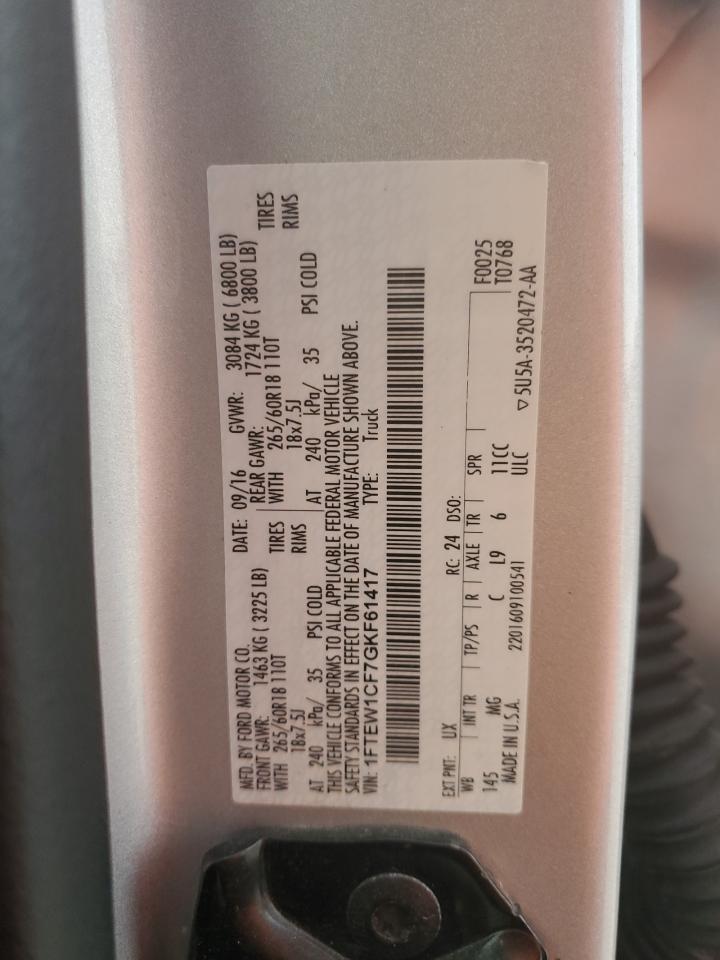 MFD. BY FORD MOTOR CO. DATE: 09/16 GVWR: 3084 KG ( 6800 LB)
FRONT GAWR: 1463 KG ( 3225 LB) REAR GAWR: 1724 KG ( 3800 LB)
WITH 265/60R18 110T TIRES WITH 265/60R18 110T TIRES
18x7.5J RIMS 18x7.5J RIMS
AT 240 kPa/ 35 PSI COLD AT 240 kPa/ 35 PSI COLD
THIS VEHICLE CONFORMS TO ALL APPLICABLE FEDERAL MOTOR VEHICLE
SAFETY STANDARDS IN EFFECT ON THE DATE OF MANUFACTURE SHOWN ABOVE.
VIN: 1FTEW1CF7GKF61417 TYPE: Truck
EXT PNT: UX RC: 24 DSO:
WB INT TR TP/PS R AXLE TR SPR F0025
145 MG C L9 6 11CC T0768
MADE IN U.S.A. 2201609100541 ULC
▽5U5A-3520472-AA